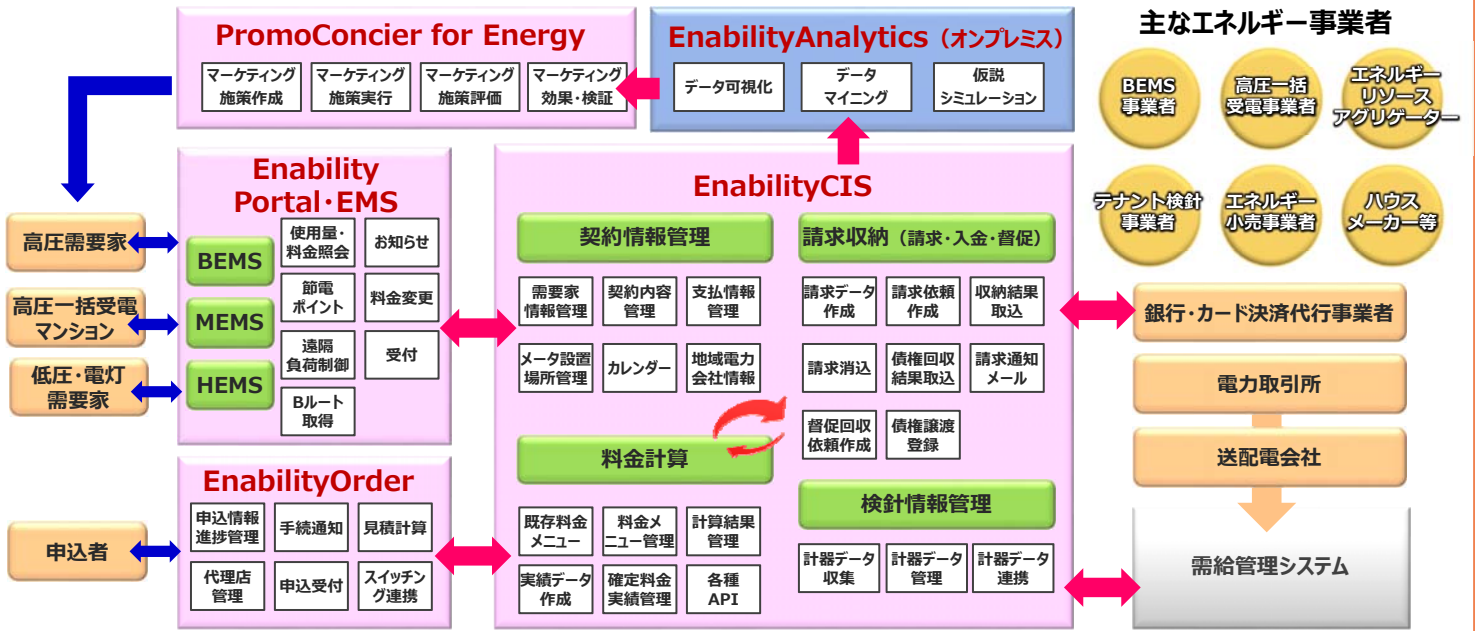 PromoConcier for Energy
マーケティング
施策作成
マーケティング
施策実行
マーケティング
施策評価
マーケティング
効果・検証
EnabilityAnalytics（オンプレミス）
データ可視化
データ
マイニング
仮説
シミュレーション
主なエネルギー事業者
BEMS
事業者
高圧一括
受電事業者
エネルギー
リソース
アグリゲーター
テナント検針
事業者
エネルギー
小売事業者
ハウス
メーカー等
高圧需要家
高圧一括受電
マンション
低圧・電灯
需要家
申込者
Enability
Portal・EMS
BEMS
MEMS
HEMS
使用量・
料金照会
お知らせ
節電
ポイント
料金変更
遠隔
負荷制御
受付
Bルート
取得
EnabilityOrder
申込情報
進捗管理
手続通知
見積計算
代理店
管理
申込受付
スイッチン
グ連携
EnabilityCIS
契約情報管理
需要家
情報管理
契約内容
管理
支払情報
管理
メータ設置
場所管理
カレンダー
地域電力
会社情報
料金計算
既存料金
メニュー
料金メ
ニュー管理
計算結果
管理
実績データ
作成
確定料金
実績管理
各種
API
請求収納（請求・入金・督促）
請求データ
作成
請求依頼
作成
収納結果
取込
請求消込
債権回収
結果取込
請求通知
メール
督促回収
依頼作成
債権譲渡
登録
検針情報管理
計器データ
収集
計器データ
管理
計器データ
連携
銀行・カード決済代行事業者
電力取引所
送配電会社
需給管理システム